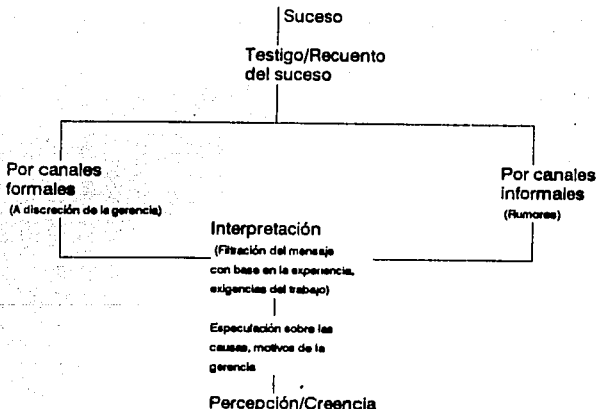 Suceso
Testigo/Recuento
del suceso
Por canales
formales
(A discreción de la gerencia)
Por canales
informales
(Rumores)
Interpretación
(Filtración del mensaje
con base en la experiencia,
exigencias del trabajo)
Especulación sobre las
causas, motivos de la
gerencia
Percepción/Creencia